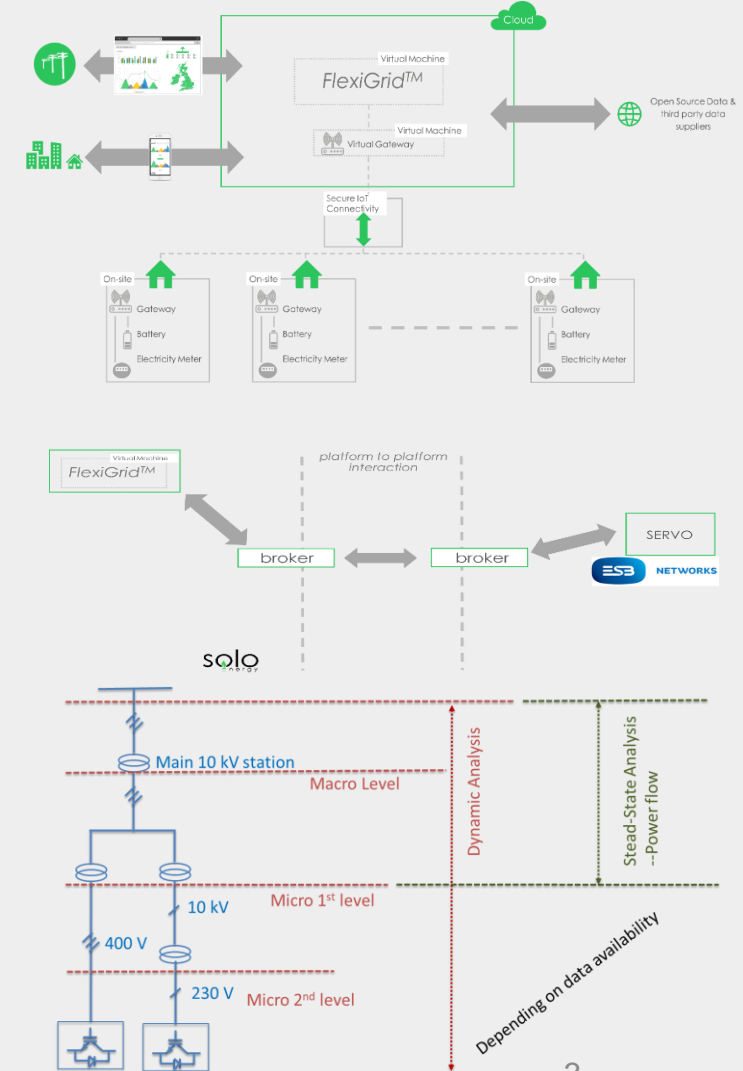 Cloud
Virtual Machine
FlexiGrid™
Virtual Machine
Virtual Gateway
Open Source Data &
third party data
suppliers
Secure IoT
Connectivity
On-site
Gateway
Battery
Electricity Meter
On-site
Gateway
Battery
Electricity Meter
On-site
Gateway
Battery
Electricity Meter
platform to platform
interaction
Virtual Machine
FlexiGrid™
broker
broker
SERVO
ESB NETWORKS
solo
energy
Main 10 kV station
Macro Level
Dynamic Analysis
Stead-State Analysis
--Power flow
Micro 1st level
10 kV
400 V
230 V
Micro 2nd level
Depending on data availability